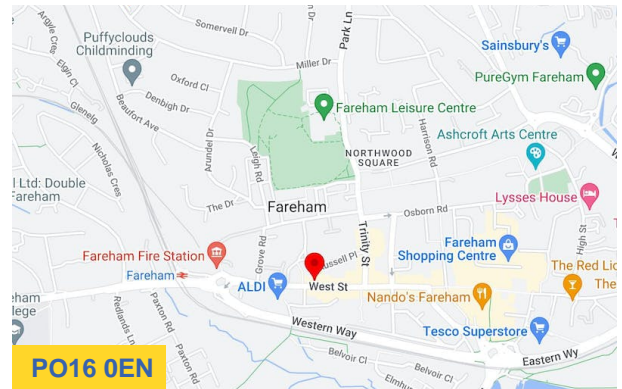 Argyle Cres
Somervell Dr
Puffyclouds
Childminding
Miller Dr
Park Ln
Sainsbury's
PureGym Fareham
Elgin Cl
Oxford Cl
Denbigh Dr
Beaufort Ave
Glenelg
Fareham Leisure Centre
Harrison Rd
Ashcroft Arts Centre
Nicholas Cres
Arundel Dr
Leigh Rd
NORTHWOOD
SQUARE
l Ltd: Double
Fareham
The Dr
Fareham
Osborn Rd
Lysses House
High St
Trinity St
Grove Rd
Russell Pl
Fareham Fire Station
Fareham
Fareham
Shopping Centre
ALDI
West St
Nando's Fareham
The Red Lio
The
ham
llege
Redlands Ln
Paxton Rd
Paxton Rd
Western Way
Tesco Superstore
Belvoir Cl
Belvoir Cl
Eastern Wy
PO16 0EN